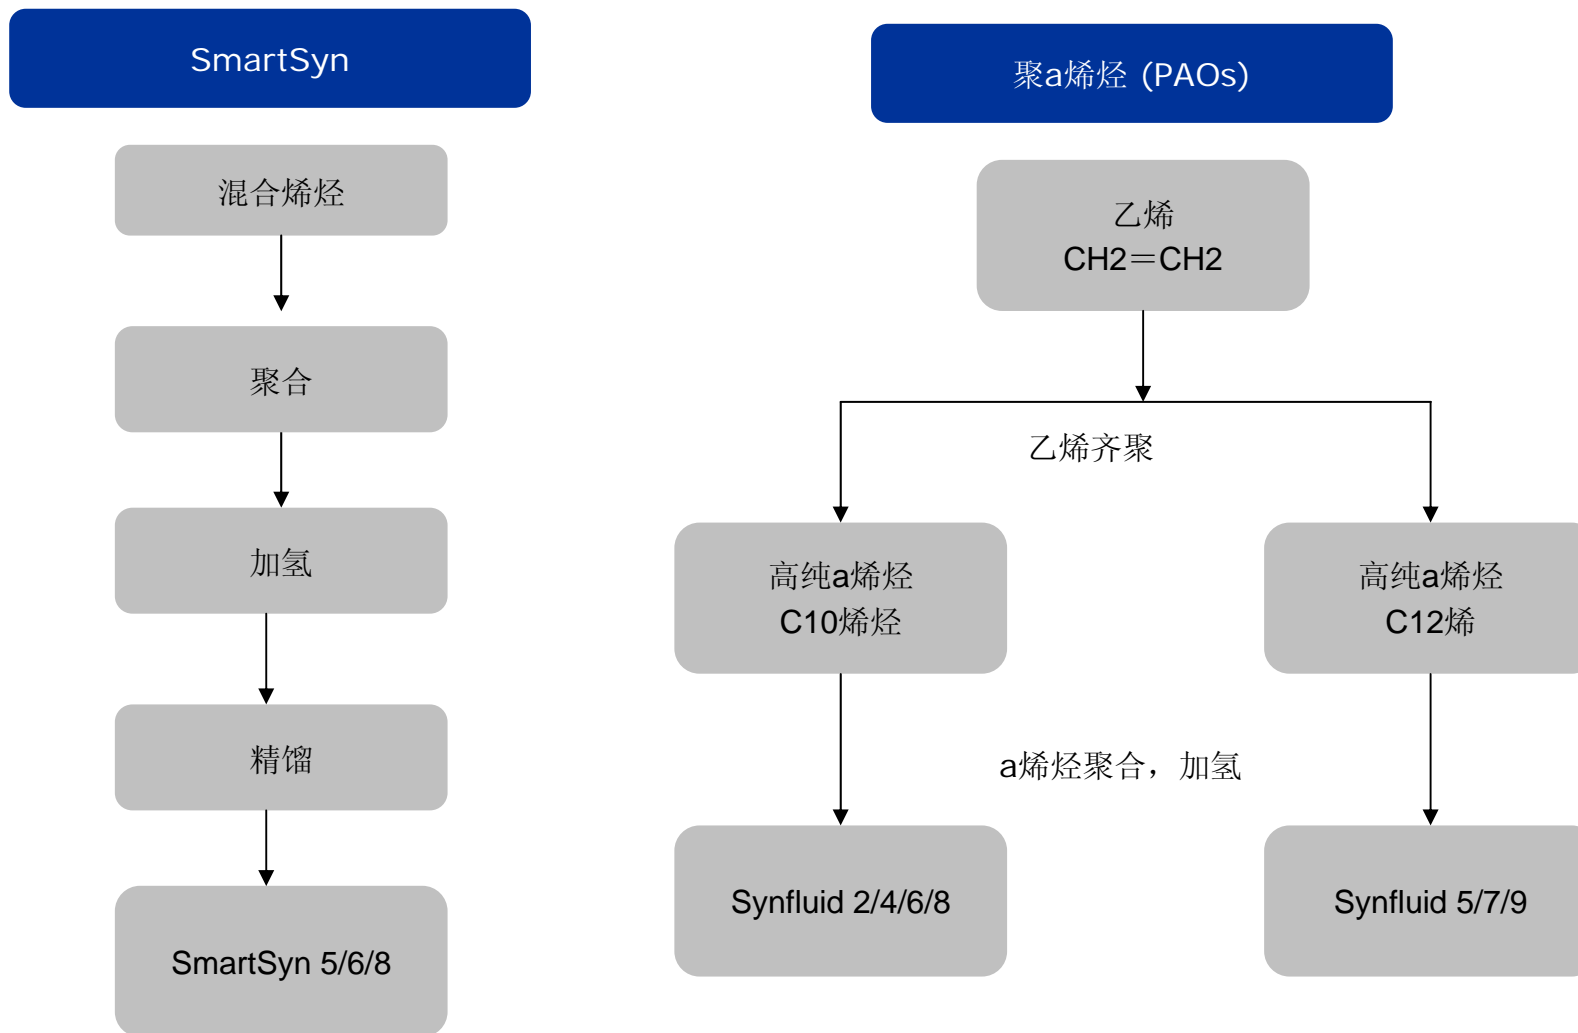 SmartSyn
混合烯烃
聚合
加氢
精馏
SmartSyn 5/6/8
聚a烯烃 (PAOs)
乙烯
CH2＝CH2
乙烯齐聚
高纯a烯烃
C10烯烃
高纯a烯烃
C12烯
a烯烃聚合，加氢
Synfluid 2/4/6/8
Synfluid 5/7/9